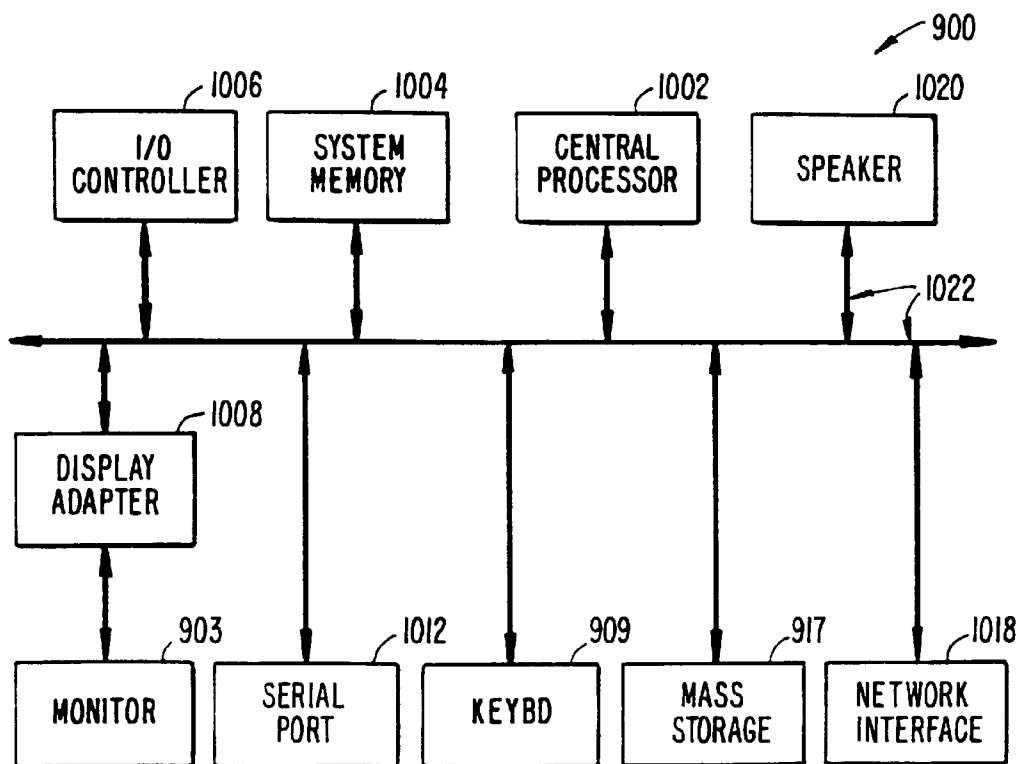 900
1006
1004
1002
1020
I/O
CONTROLLER
SYSTEM
MEMORY
CENTRAL
PROCESSOR
SPEAKER
1022
1008
DISPLAY
ADAPTER
903
1012
909
917
1018
MONITOR
SERIAL
PORT
KEYBD
MASS
STORAGE
NETWORK
INTERFACE